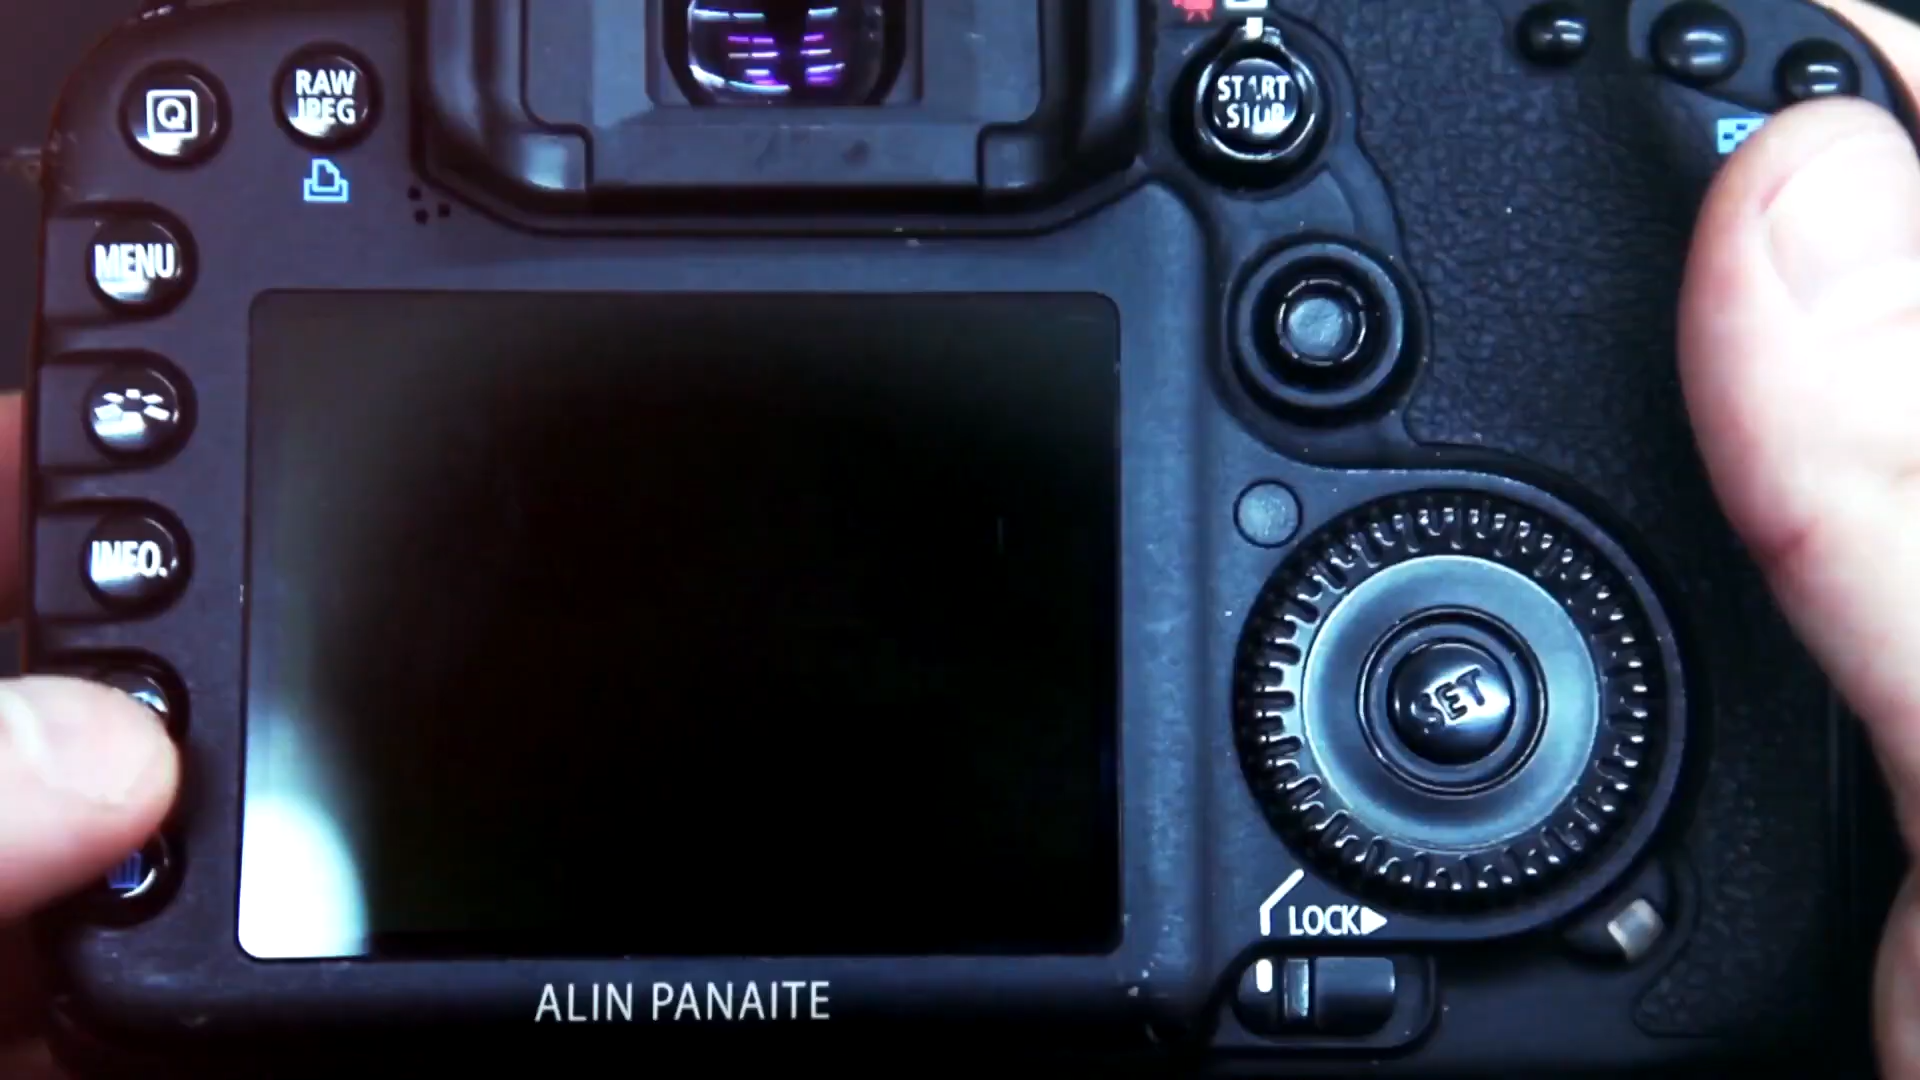 Q
RAW
JPEG
START
STOP
MENU
INFO.
SET
LOCK
ALIN PANAITE